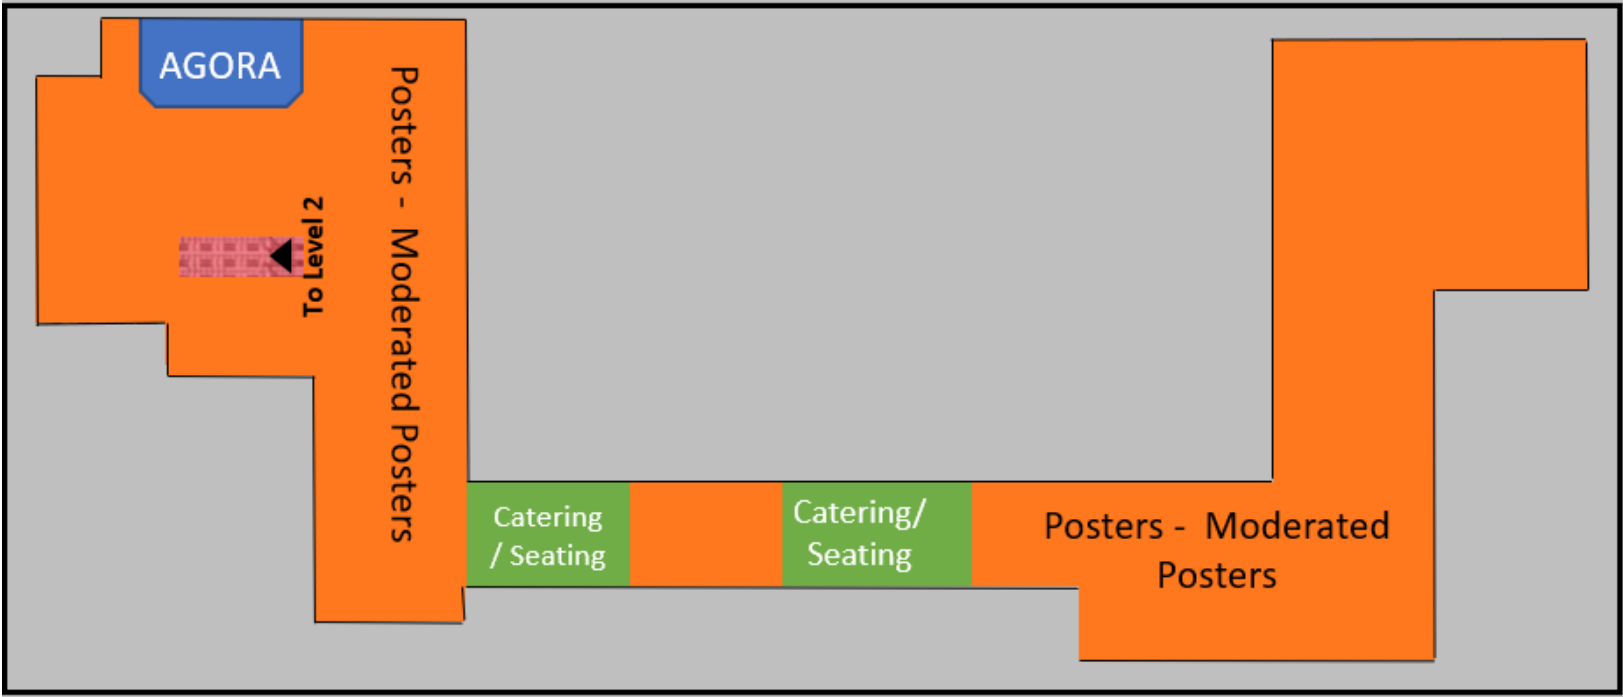 AGORA
To Level 2
Posters - Moderated Posters
Catering
/ Seating
Catering/
Seating
Posters - Moderated
Posters